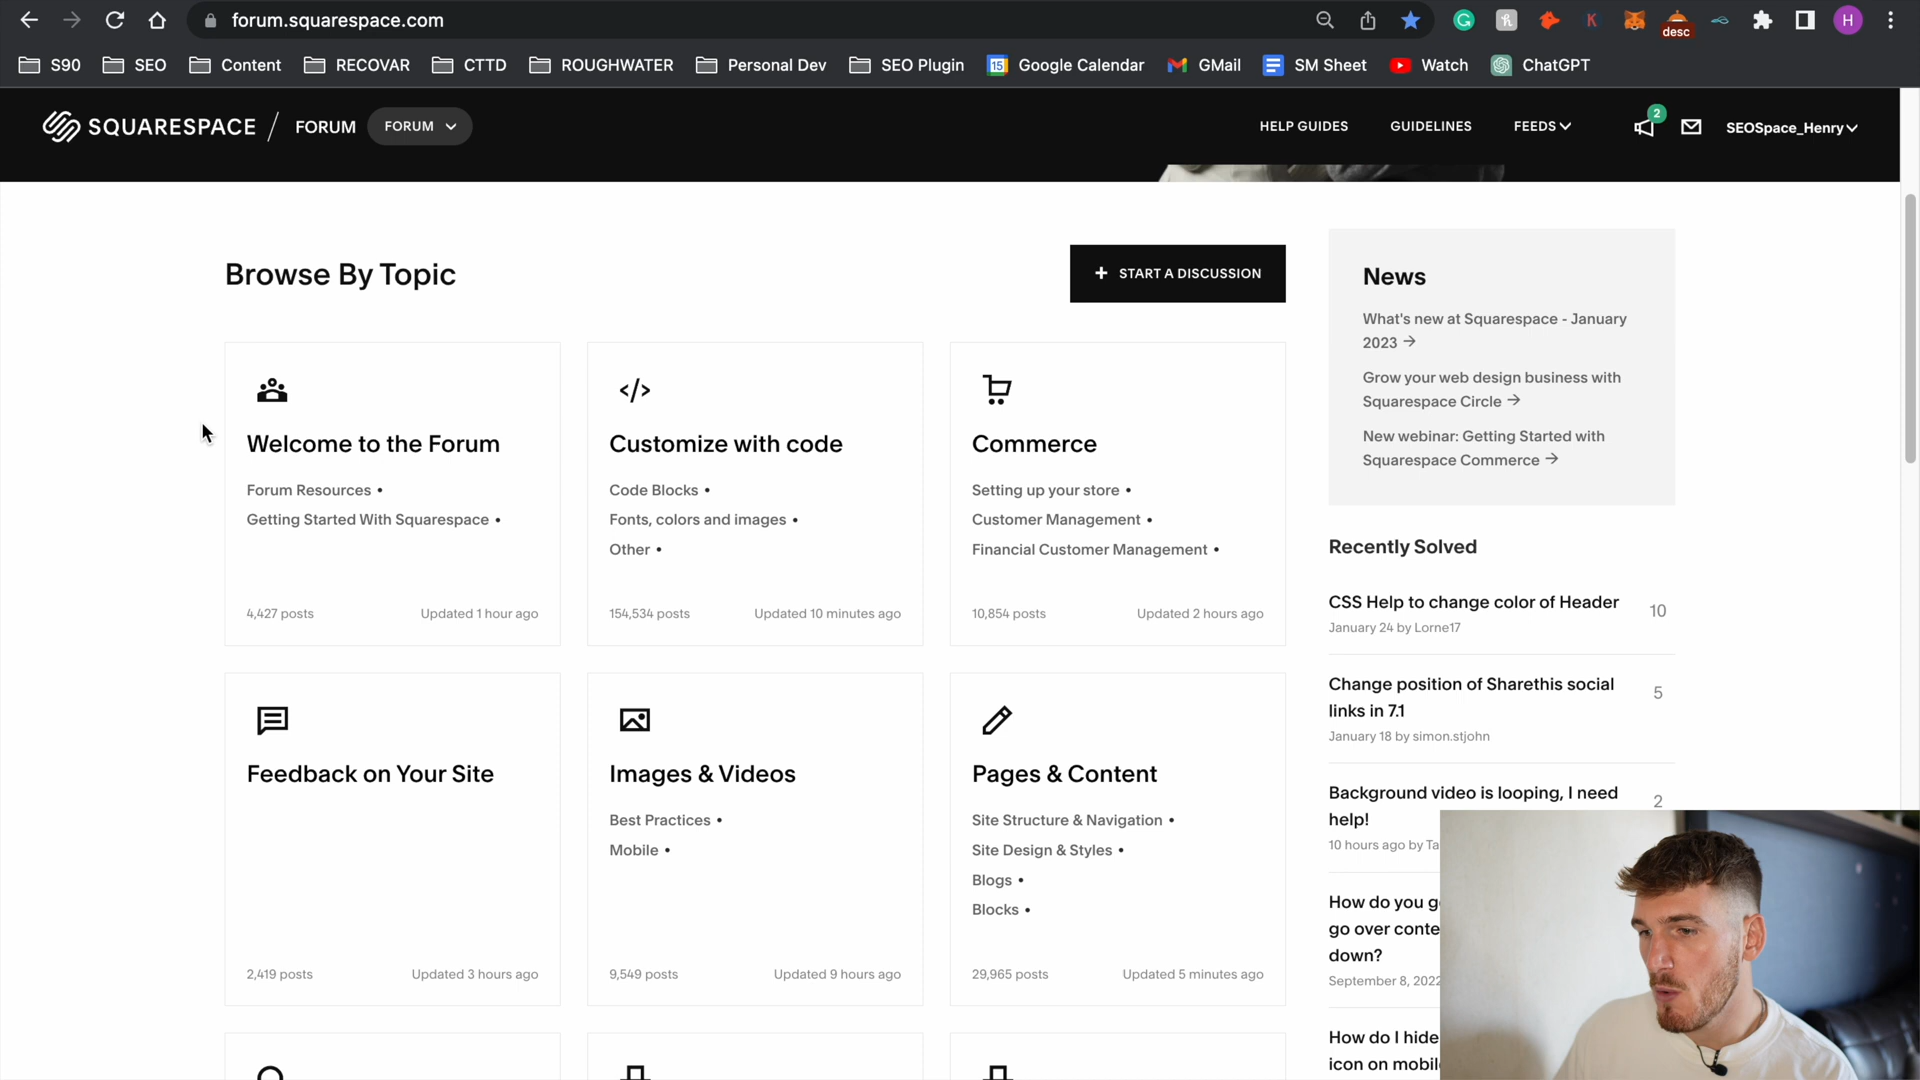 forum.squarespace.com
desc
H
S90
SEO
Content
RECOVAR
CTTD
ROUGHWATER
Personal Dev
SEO Plugin
15
Google Calendar
GMail
SM Sheet
Watch
ChatGPT
SQUARESPACE / FORUM
FORUM
HELP GUIDES
GUIDELINES
FEEDS
2
SEOSpace_Henry
Browse By Topic
+ START A DISCUSSION
Welcome to the Forum
Forum Resources •
Getting Started With Squarespace •
4,427 posts
Updated 1 hour ago
</>
Customize with code
Code Blocks •
Fonts, colors and images •
Other •
154,534 posts
Updated 10 minutes ago
Commerce
Setting up your store •
Customer Management •
Financial Customer Management •
10,854 posts
Updated 2 hours ago
Feedback on Your Site
2,419 posts
Updated 3 hours ago
Images & Videos
Best Practices •
Mobile •
9,549 posts
Updated 9 hours ago
Pages & Content
Site Structure & Navigation •
Site Design & Styles •
Blogs •
Blocks •
29,965 posts
Updated 5 minutes ago
News
What's new at Squarespace - January
2023 →
Grow your web design business with
Squarespace Circle →
New webinar: Getting Started with
Squarespace Commerce →
Recently Solved
CSS Help to change color of Header
10
January 24 by Lorne17
Change position of Sharethis social
links in 7.1
5
January 18 by simon.stjohn
Background video is looping, I need
help!
2
10 hours ago by Ta
How do you g
go over conte
down?
September 8, 2022
How do I hide
icon on mobil